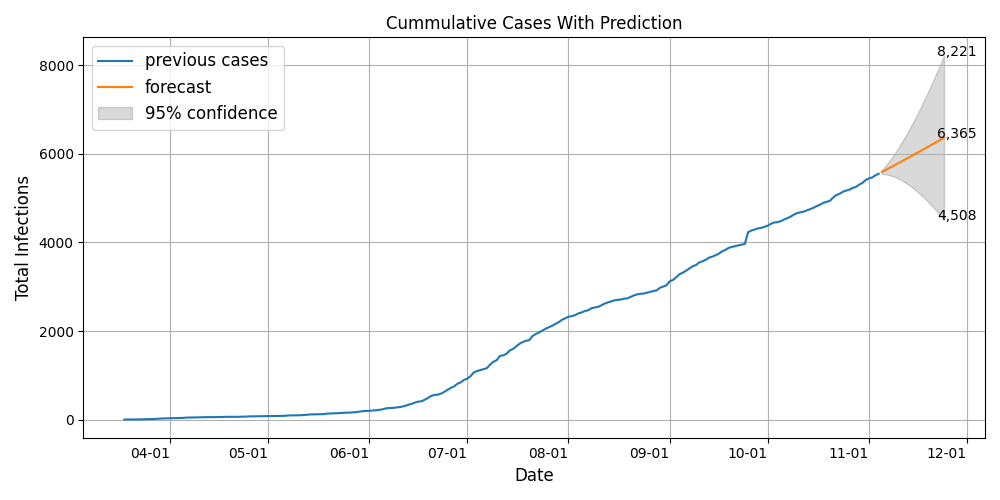 Cummulative Cases With Prediction
previous cases
forecast
95% confidence
8,221
6,365
4,508
8000
6000
4000
2000
0
Total Infections
04-01 05-01 06-01 07-01 08-01 09-01 10-01 11-01 12-01
Date